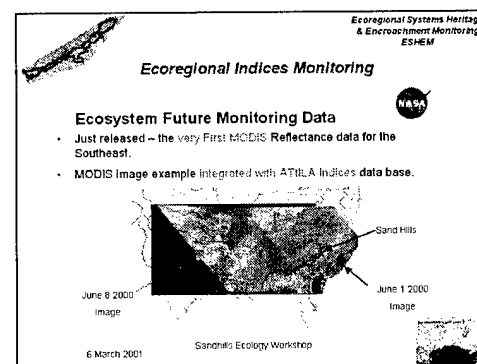 Ecoregional Systems Heritage
& Encroachment Monitoring
ESHEM
Ecoregional Indices Monitoring
NASA
Ecosystem Future Monitoring Data
• Just released – the very First MODIS Reflectance data for the
Southeast.
• MODIS Image example integrated with ATtILA Indices data base.
Sand Hills
June 8 2000
Image
June 1 2000
Image
Sandhills Ecology Workshop
6 March 2001